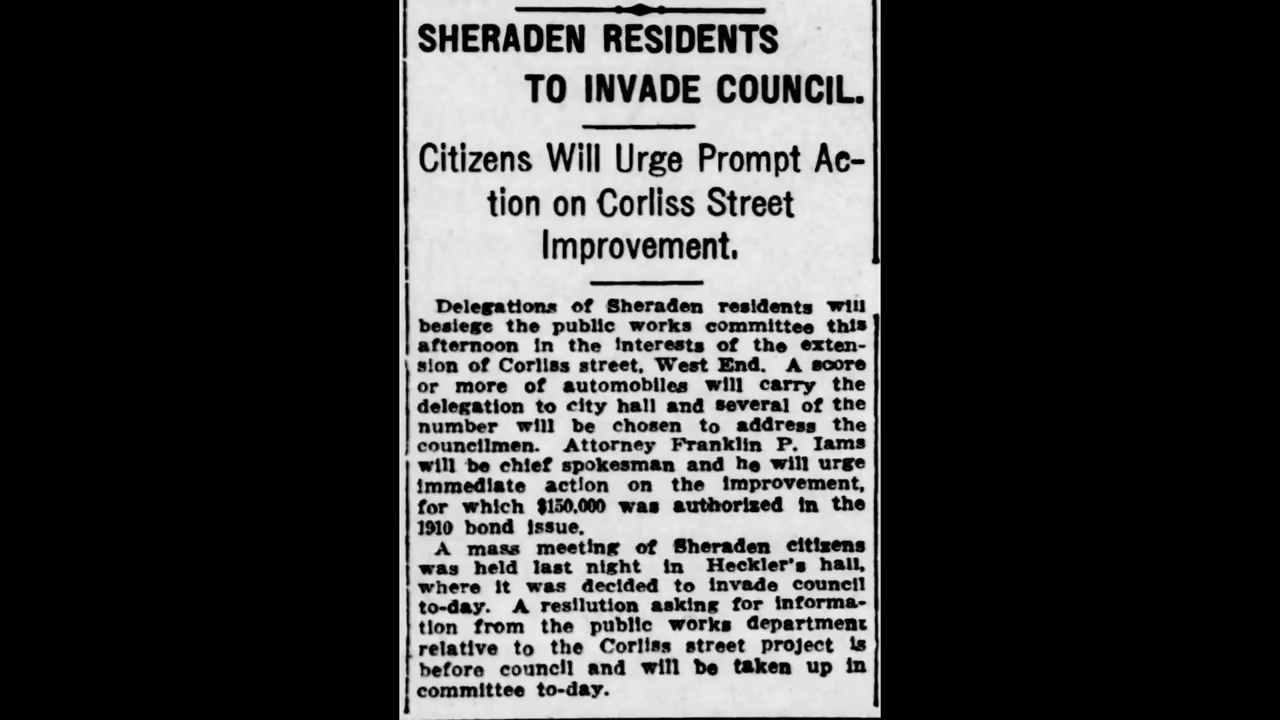 SHERADEN RESIDENTS
TO INVADE COUNCIL.
Citizens Will Urge Prompt Ac-
tion on Corliss Street
Improvement.
Delegations of Sheraden residents will
besiege the public works committee this
afternoon in the interests of the exten-
sion of Corliss street, West End. A score
or more of automobiles will carry the
delegation to city hall and several of the
number will be chosen to address the
councilmen. Attorney Franklin P. Iams
will be chief spokesman and he will urge
immediate action on the improvement,
for which $150,000 was authorized in the
1910 bond issue.
A mass meeting of Sheraden citizens
was held last night in Heckler's hall,
where it was decided to invade council
to-day. A resilution asking for informa-
tion from the public works department
relative to the Corliss street project is
before council and will be taken up in
committee to-day.